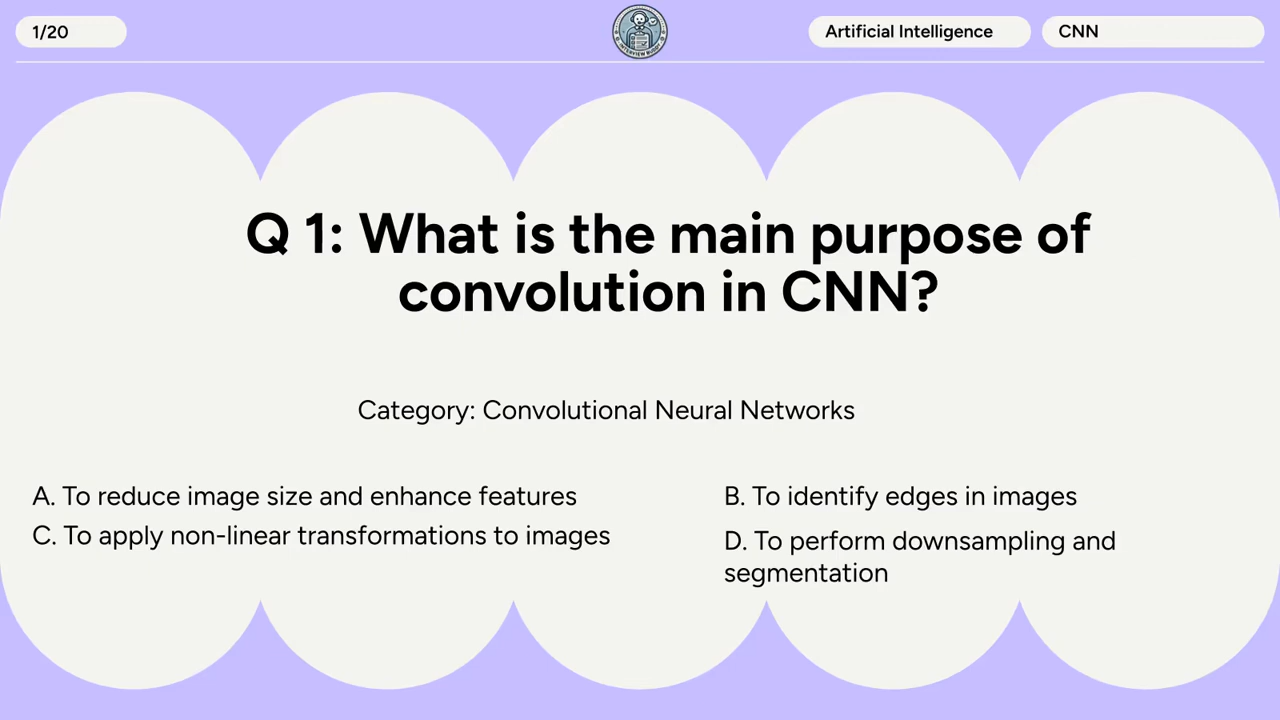 1/20
Artificial Intelligence
CNN
Q 1: What is the main purpose of
convolution in CNN?
Category: Convolutional Neural Networks
A. To reduce image size and enhance features
B. To identify edges in images
C. To apply non-linear transformations to images
D. To perform downsampling and
segmentation